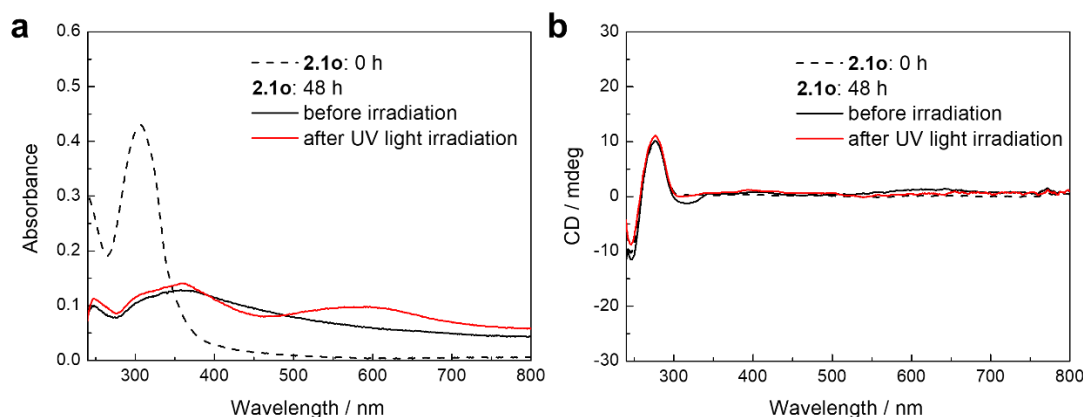 a
0.6
0.5
0.4
0.3
0.2
0.1
0.0
Absorbance
2.1o: 0 h
2.1o: 48 h
before irradiation
after UV light irradiation
300 400 500 600 700 800
Wavelength / nm
b
30
20
10
0
-10
-20
-30
CD / mdeg
2.1o: 0 h
2.1o: 48 h
before irradiation
after UV light irradiation
300 400 500 600 700 800
Wavelength / nm